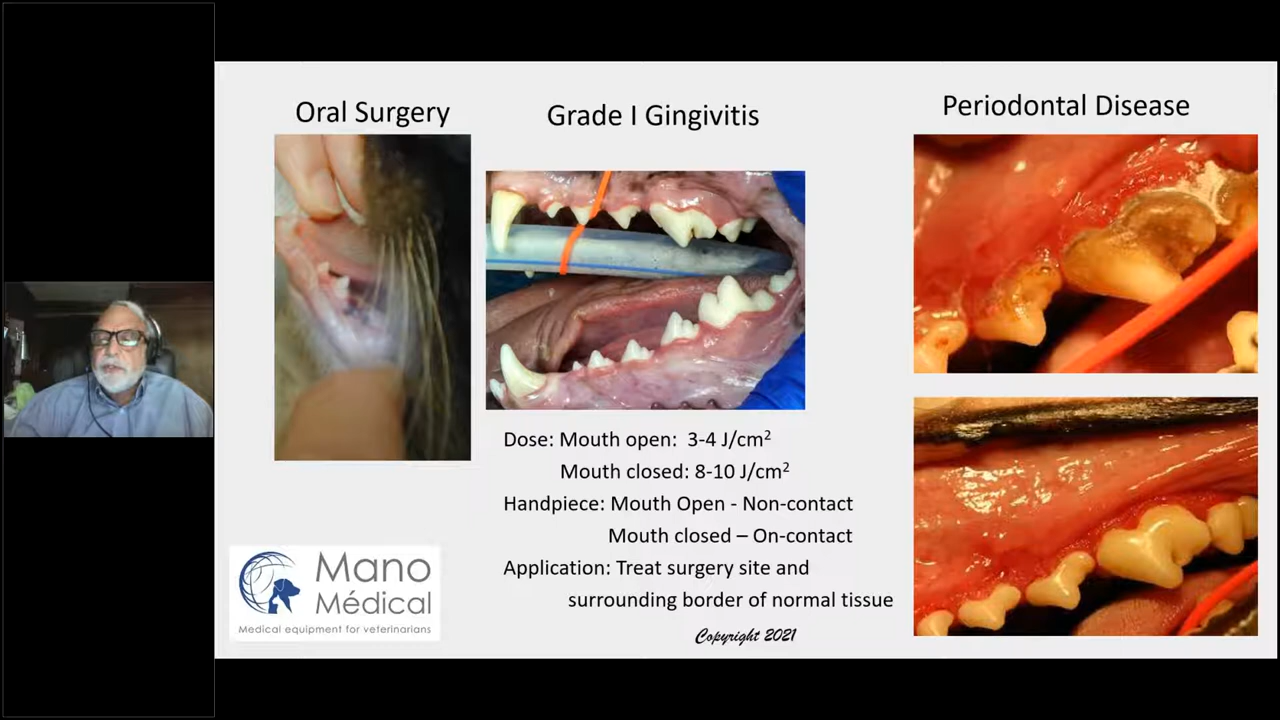 Oral Surgery
Grade I Gingivitis
Periodontal Disease
Dose: Mouth open: 3-4 J/cm²
Mouth closed: 8-10 J/cm²
Handpiece: Mouth Open - Non-contact
Mouth closed – On-contact
Application: Treat surgery site and
surrounding border of normal tissue
Copyright 2021
Mano
Médical
Medical equipment for veterinarians